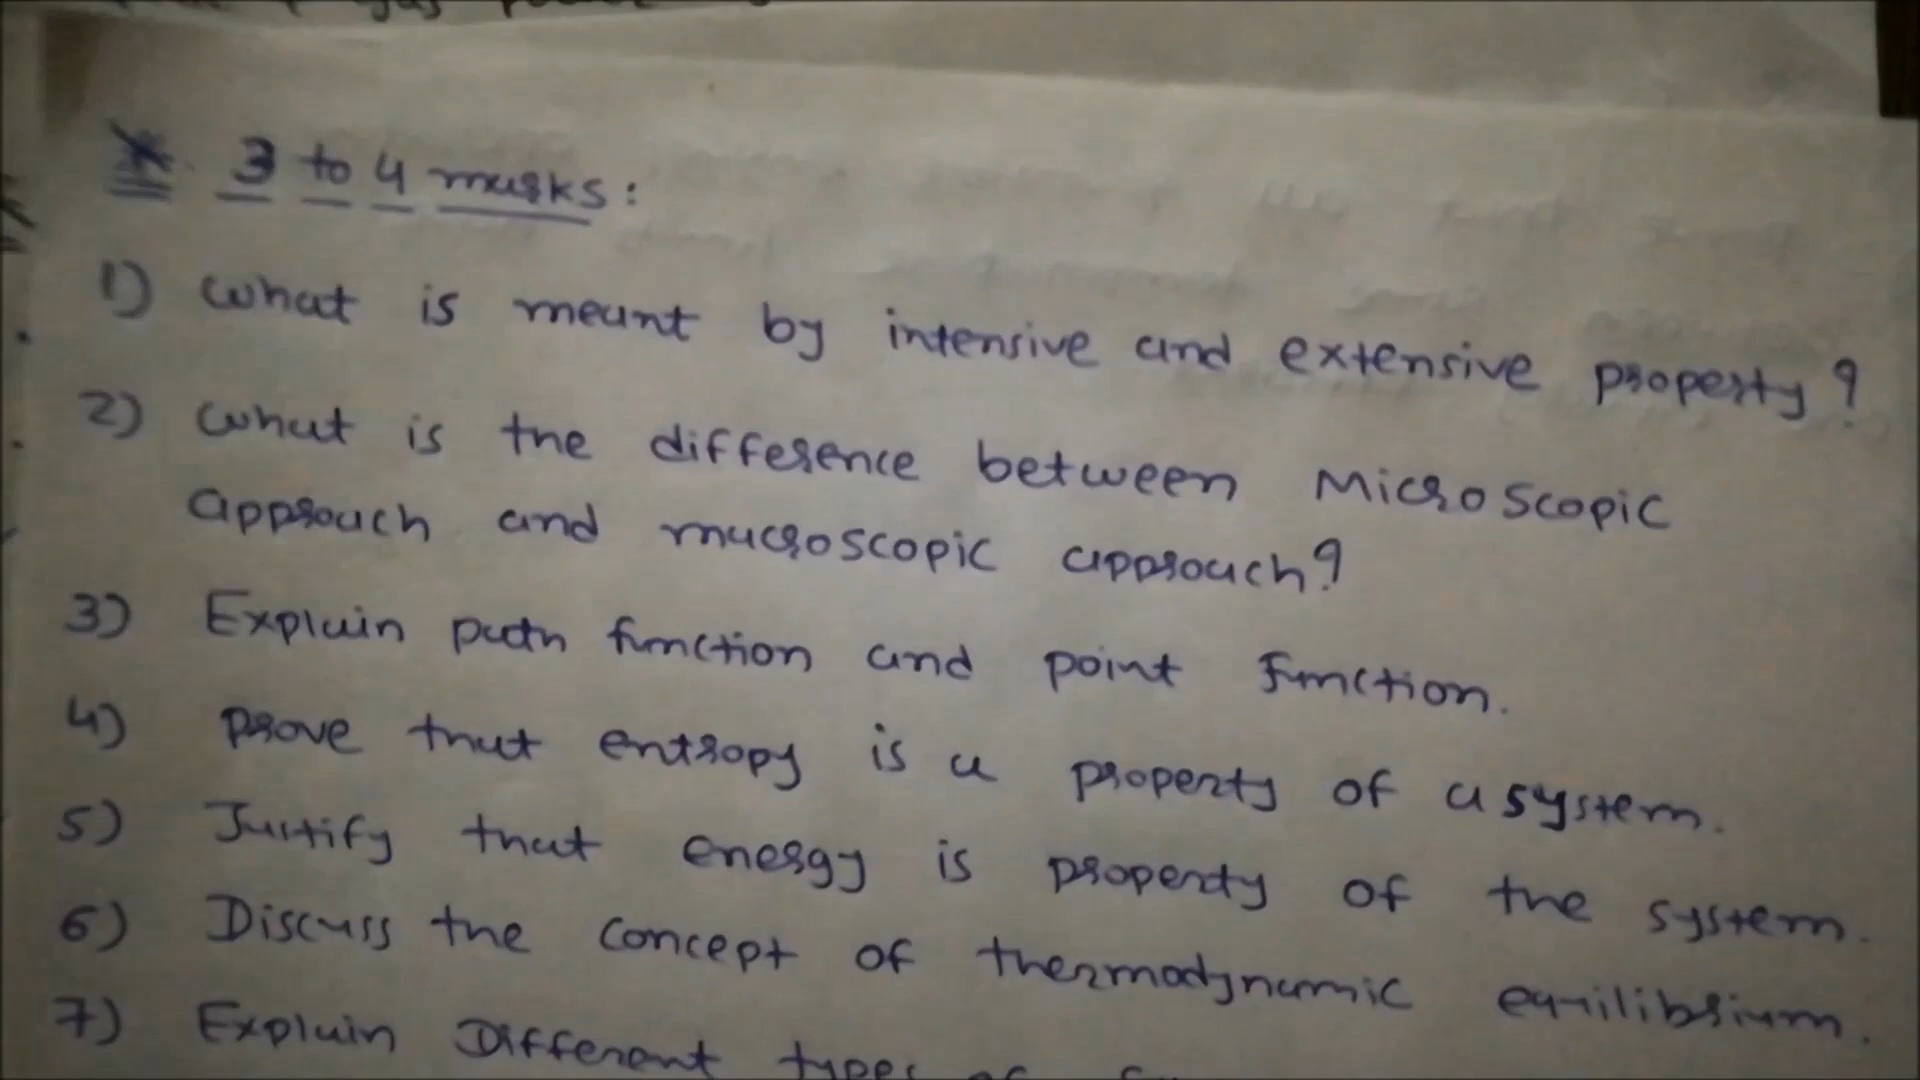 3 to 4 marks:
1) What is meant by intensive and extensive property?
2) What is the difference between Microscopic
approach and macroscopic approach?
3) Explain path function and point function.
4) Prove that entropy is a property of a system.
5) Justify that energy is property of the system.
6) Discuss the concept of thermodynamic equilibrium.
7) Explain Different types of